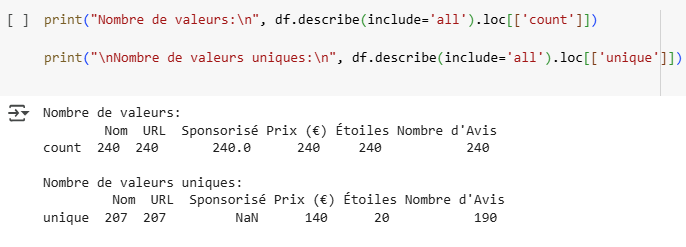 [ ] print("Nombre de valeurs:\n", df.describe(include='all').loc[['count']])
print("\nNombre de valeurs uniques:\n", df.describe(include='all').loc[['unique']])
Nombre de valeurs:
Nom URL Sponsorisé Prix (€) Étoiles Nombre d'Avis
count 240 240 240.0 240 240 240
Nombre de valeurs uniques:
Nom URL Sponsorisé Prix (€) Étoiles Nombre d'Avis
unique 207 207 NaN 140 20 190